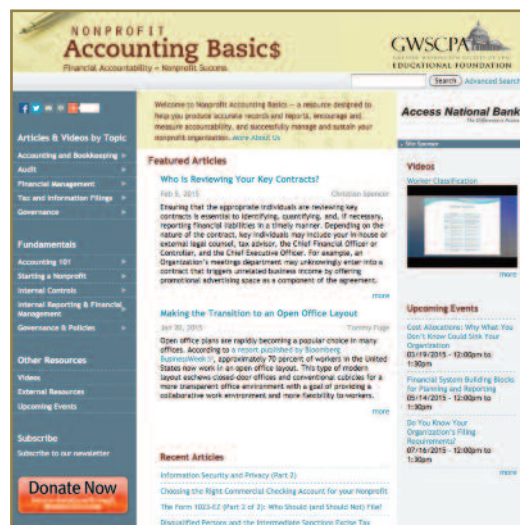 NONPROFIT
Accounting Basic$
Financial Accountability – Nonprofit Success
GWSCPA
EDUCATIONAL FOUNDATION
Search
Advanced Search
Articles & Videos by Topic
Accounting and Bookkeeping
Audit
Financial Management
Tax and Information Filings
Governance
Fundamentals
Accounting 101
Starting a Nonprofit
Internal Controls
Internal Reporting & Financial
Management
Governance & Policies
Other Resources
Videos
External Resources
Upcoming Events
Subscribe
Subscribe to our newsletter
Donate Now
Welcome to Nonprofit Accounting Basics — a resource designed to
help you produce accurate records and reports, encourage and
measure accountability, and successfully manage and sustain your
nonprofit organization. More About Us
Featured Articles
Who Is Reviewing Your Key Contracts?
Feb 5, 2015
Christian Spencer
Ensuring that the appropriate individuals are reviewing key
contracts is essential to identifying, quantifying, and, if necessary,
reporting financial liabilities in a timely manner. Depending on the
nature of the contract, key individuals may include your in house or
external legal counsel, tax advisor, the Chief Financial Officer or
Controller, and the Chief Executive Officer. For example, an
Organization's meetings department may unknowingly enter into a
contract that triggers unrelated business income by offering
promotional advertising space as a component of the agreement.
more
Making the Transition to an Open Office Layout
Jan 20, 2015
Tommy Page
Open office plans are rapidly becoming a popular choice in many
offices. According to a report published by Bloomberg
BusinessWeek, approximately 70 percent of workers in the United
States now work in an open office layout. This type of modern
layout eschews closed-door offices and conventional cubicles for a
more transparent office environment with a goal of providing a
collaborative work environment and more flexibility to workers.
more
Recent Articles
Information Security and Privacy (Part 2)
Choosing the Right Commercial Checking Account for your Nonprofit
The Form 1023-EZ (Part 2 of 2): Who Should (and Should Not) File?
Disqualified Persons and the Intermediate Sanctions Excise Tax
Access National Bank
Site Sponsor
Videos
Worker Classification
more
Upcoming Events
Cost Allocations: Why What You
Don't Know Could Sink Your
Organization
03/19/2015 - 12:00pm to
1:30pm
Financial System Building Blocks
for Planning and Reporting
05/14/2015 - 12:00pm to
1:30pm
Do You Know Your
Organization's Filing
Requirements?
07/16/2015 - 12:00pm to
1:30pm
more